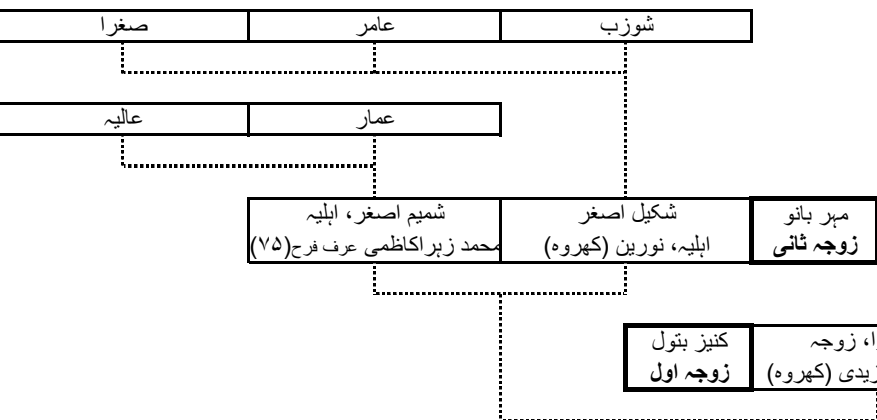 شوزب
عامر
صغرا
عمار
عالیہ
مہر بانو
زوجہ ثانی
شکیل اصغر
اہلیہ، نورین (کھروہ)
شمیم اصغر، اہلیہ
محمد زہراکاظمی عرف فرح(۷۵)
ا، زوجہ
زیدی (کھروہ)
کنیز بتول
زوجہ اول